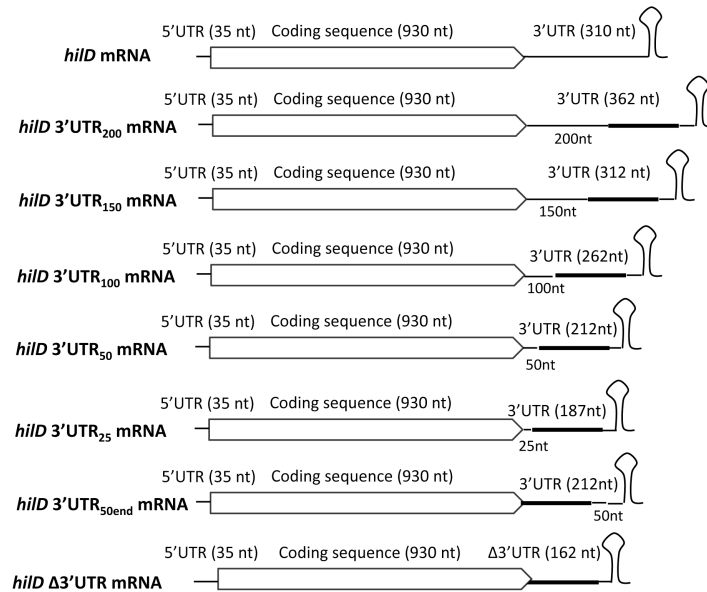 5'UTR (35 nt) Coding sequence (930 nt) 3'UTR (310 nt)
hilD mRNA
5'UTR (35 nt) Coding sequence (930 nt) 3'UTR (362 nt)
hilD 3'UTR200 mRNA
200nt
5'UTR (35 nt) Coding sequence (930 nt) 3'UTR (312 nt)
hilD 3'UTR150 mRNA
150nt
5'UTR (35 nt) Coding sequence (930 nt) 3'UTR (262nt)
hilD 3'UTR100 mRNA
100nt
5'UTR (35 nt) Coding sequence (930 nt) 3'UTR (212nt)
hilD 3'UTR50 mRNA
50nt
5'UTR (35 nt) Coding sequence (930 nt) 3'UTR (187nt)
hilD 3'UTR25 mRNA
25nt
5'UTR (35 nt) Coding sequence (930 nt) 3'UTR (212nt)
hilD 3'UTR50end mRNA
50nt
5'UTR (35 nt) Coding sequence (930 nt) Δ3'UTR (162 nt)
hilD Δ3'UTR mRNA